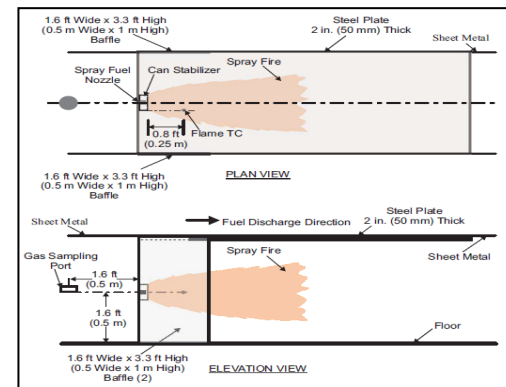 1.6 ft Wide x 3.3 ft High
(0.5 m Wide x 1 m High)
Baffle
Steel Plate
2 in. (50 mm) Thick
Sheet Metal
Spray Fuel
Nozzle
Can Stabilizer
Spray Fire
0.8 ft
(0.25 m)
Flame TC
1.6 ft Wide x 3.3 ft High
(0.5 m Wide x 1 m High)
Baffle
PLAN VIEW
Sheet Metal
Fuel Discharge Direction
Steel Plate
2 in. (50 mm) Thick
Gas Sampling
Port
1.6 ft
(0.5 m)
Spray Fire
Sheet Metal
1.6 ft
(0.5 m)
Floor
1.6 ft Wide x 3.3 ft High
(0.5 Wide x 1 m High)
Baffle (2)
ELEVATION VIEW